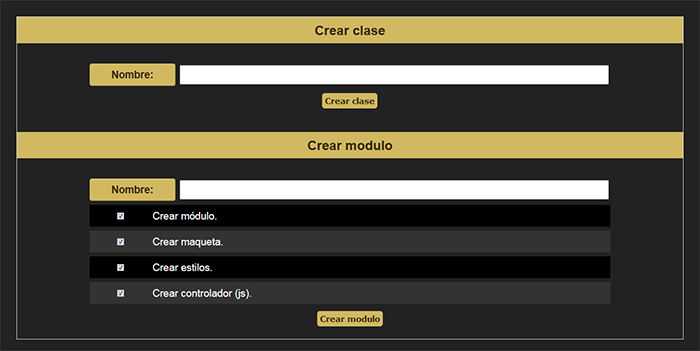 Crear clase
Nombre:
Crear clase
Crear modulo
Nombre:
Crear módulo.
Crear maqueta.
Crear estilos.
Crear controlador (js).
Crear modulo